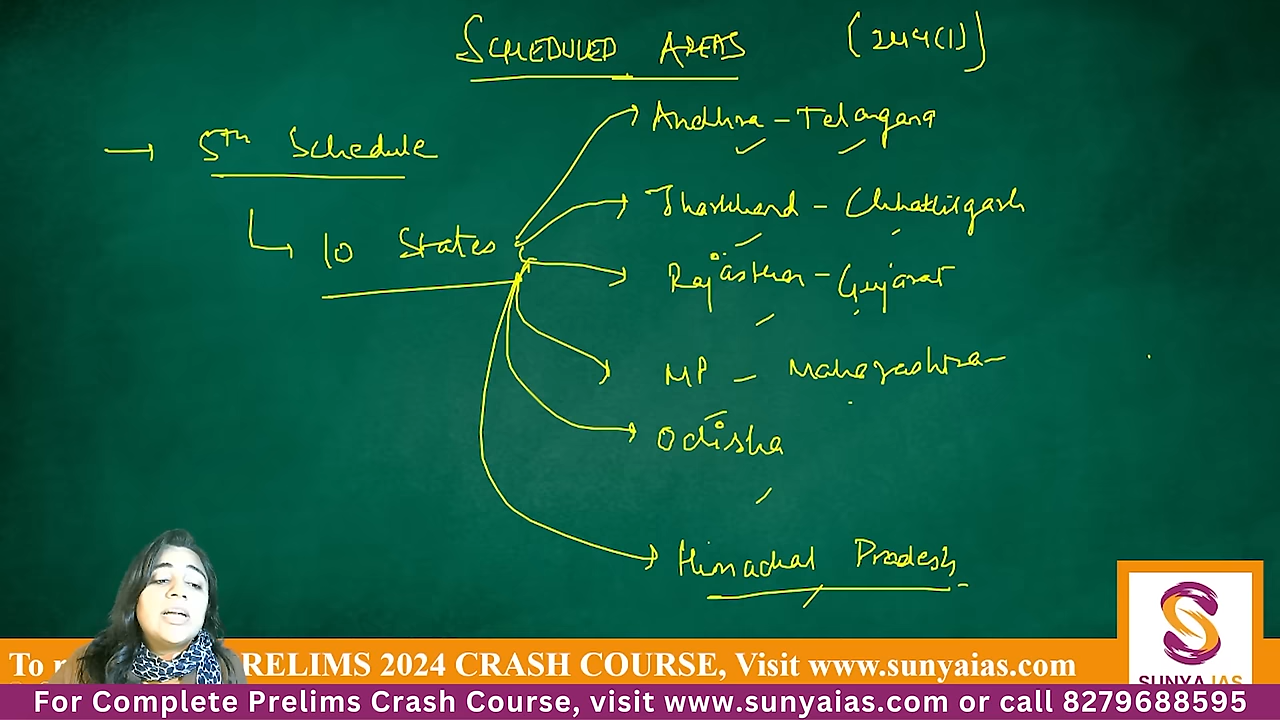 SCHEDULED AREAS (244(1))
Andhra - Telangana
→ 5th Schedule
Jharkhand - Chhattisgarh
10 States
Rajasthan - Gujarat
MP - Maharashtra
Odisha
Himachal Pradesh
To RELIMS 2024 CRASH COURSE, Visit www.sunyaias.com
SUNYA IAS
For Complete Prelims Crash Course, visit www.sunyaias.com or call 8279688595